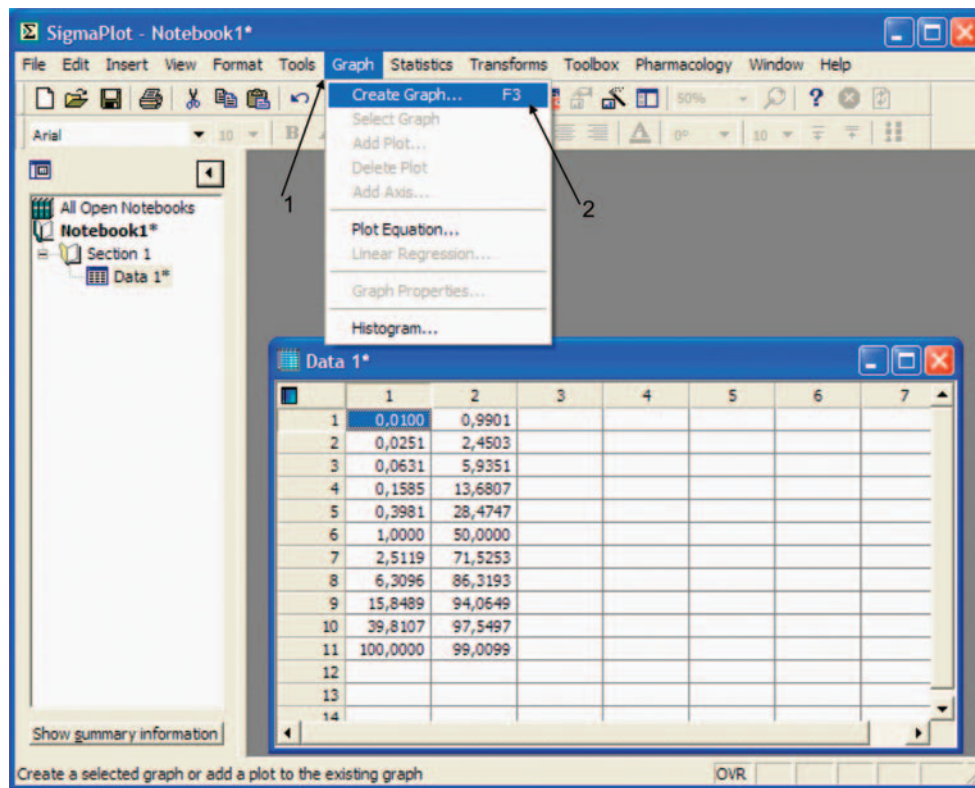 SigmaPlot - Notebook1*
File Edit Insert View Format Tools Graph Statistics Transforms Toolbox Pharmacology Window Help
50%
Arial 10 B 0° 10
Create Graph... F3
Select Graph
Add Plot...
Delete Plot
Add Axis...
Plot Equation...
Linear Regression...
Graph Properties...
Histogram...
1
2
All Open Notebooks
Notebook1*
Section 1
Data 1*
Show summary information
Data 1*
1 2 3 4 5 6 7
1 0,0100 0,9901
2 0,0251 2,4503
3 0,0631 5,9351
4 0,1585 13,6807
5 0,3981 28,4747
6 1,0000 50,0000
7 2,5119 71,5253
8 6,3096 86,3193
9 15,8489 94,0649
10 39,8107 97,5497
11 100,0000 99,0099
12
13
14
Create a selected graph or add a plot to the existing graph OVR